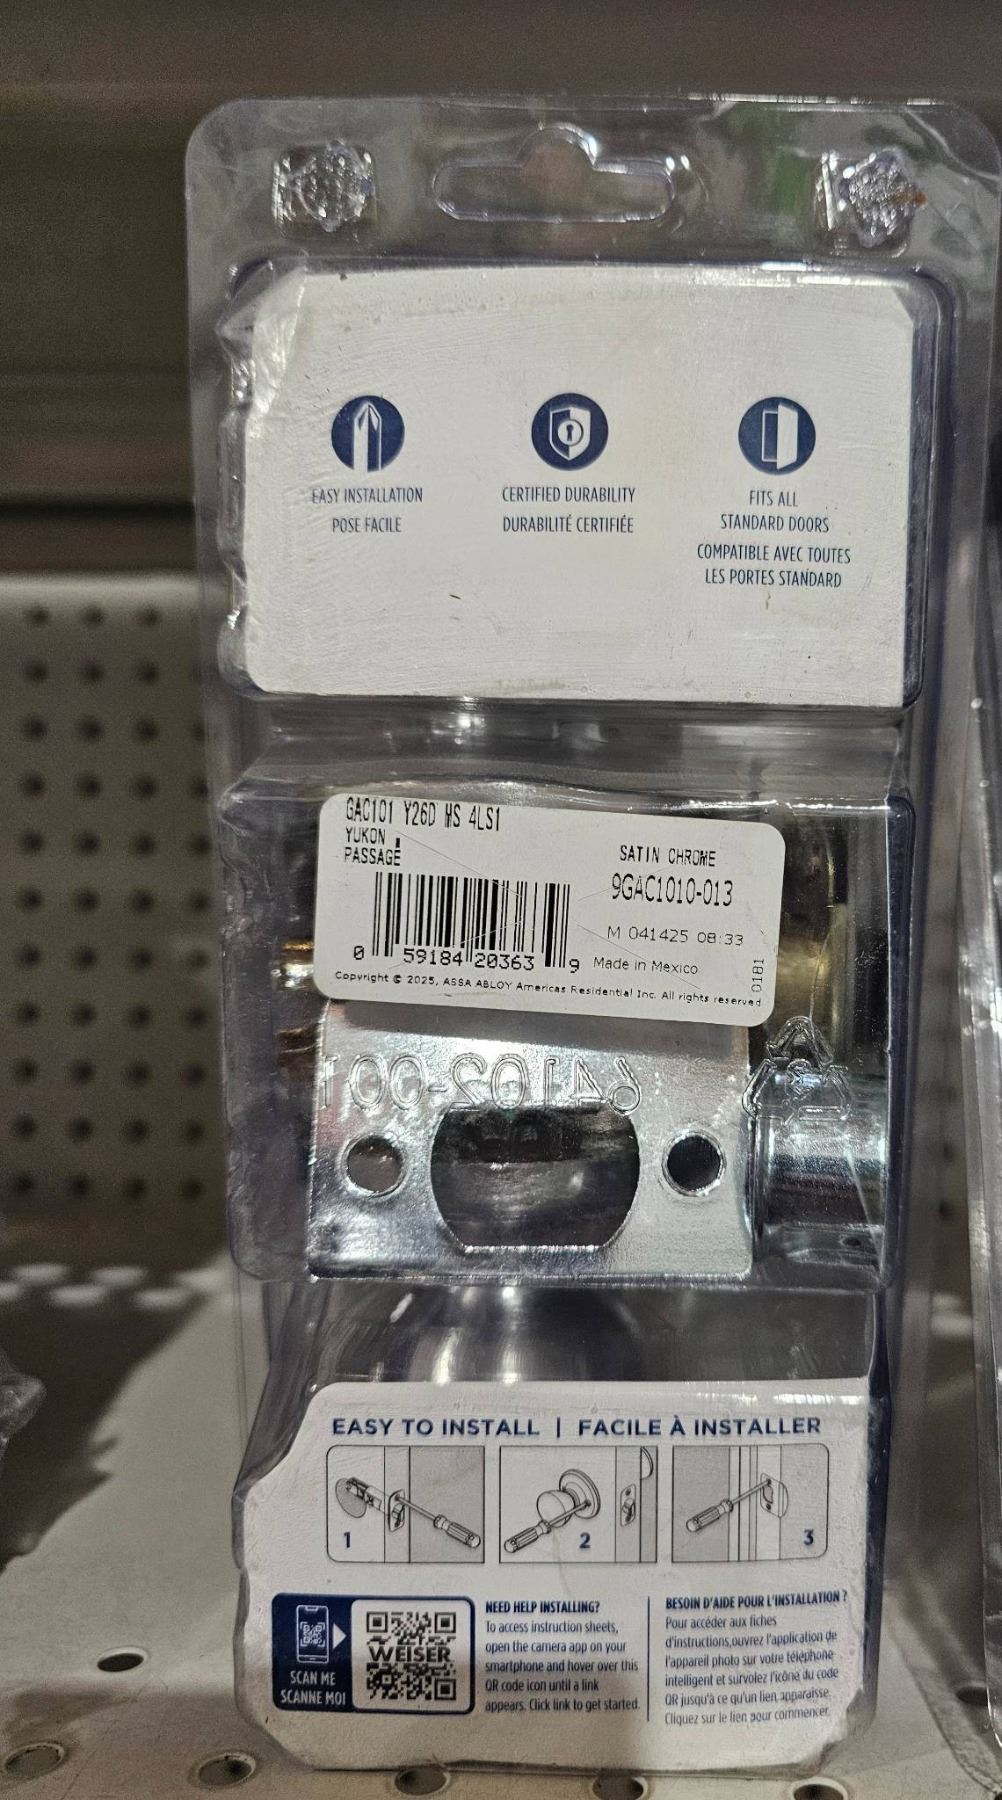 EASY INSTALLATION
POSE FACILE
CERTIFIED DURABILITY
DURABILITÉ CERTIFIÉE
FITS ALL
STANDARD DOORS
COMPATIBLE AVEC TOUTES
LES PORTES STANDARD
GAC101 Y26D MS 4LS1
YUKON
PASSAGE
SATIN CHROME
9GAC1010-013
M 041425 08:33
0 59184 20363 9
Made in Mexico
0181
Copyright © 2025, ASSA ABLOY Americas Residential Inc. All rights reserved
64102-001
EASY TO INSTALL | FACILE À INSTALLER
1
2
3
SCAN ME
SCANNE MOI
WEISER
NEED HELP INSTALLING?
To access instruction sheets,
open the camera app on your
smartphone and hover over this
QR code icon until a link
appears. Click link to get started.
BESOIN D'AIDE POUR L'INSTALLATION ?
Pour accéder aux fiches
d'instructions,ouvrez l'application de
l'appareil photo sur votre téléphone
intelligent et survolez l'icône du code
QR jusqu'à ce qu'un lien apparaisse.
Cliquez sur le lien pour commencer.